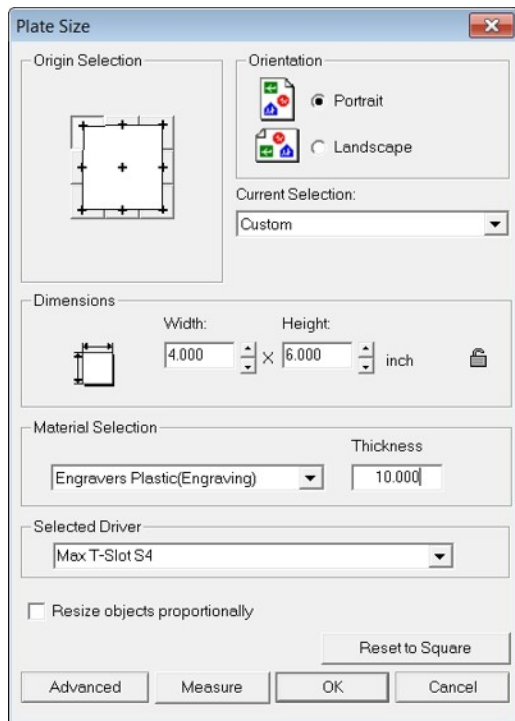 Plate Size
Origin Selection
Orientation
Portrait
Landscape
Current Selection:
Custom
Dimensions
Width:
Height:
4.000
X
6.000
inch
Material Selection
Thickness
Engravers Plastic(Engraving)
10.000
Selected Driver
Max T-Slot S4
Resize objects proportionally
Reset to Square
Advanced
Measure
OK
Cancel